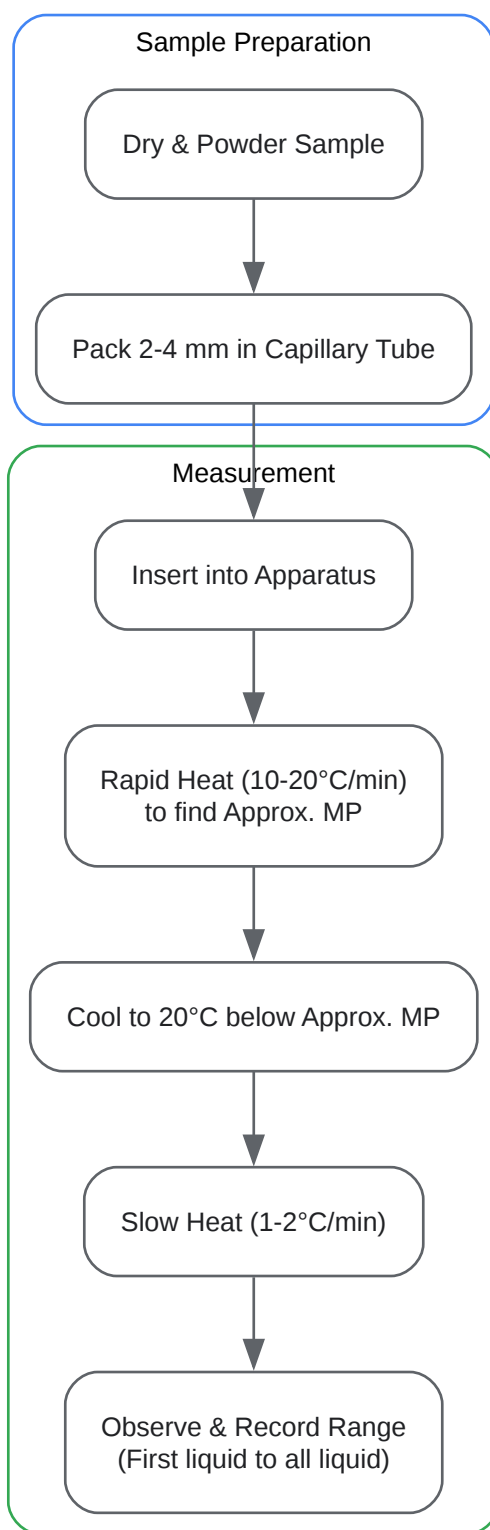 Sample Preparation
Dry & Powder Sample
Pack 2-4 mm in Capillary Tube
Measurement
Insert into Apparatus
Rapid Heat (10-20°C/min)
to find Approx. MP
Cool to 20°C below Approx. MP
Slow Heat (1-2°C/min)
Observe & Record Range
(First liquid to all liquid)